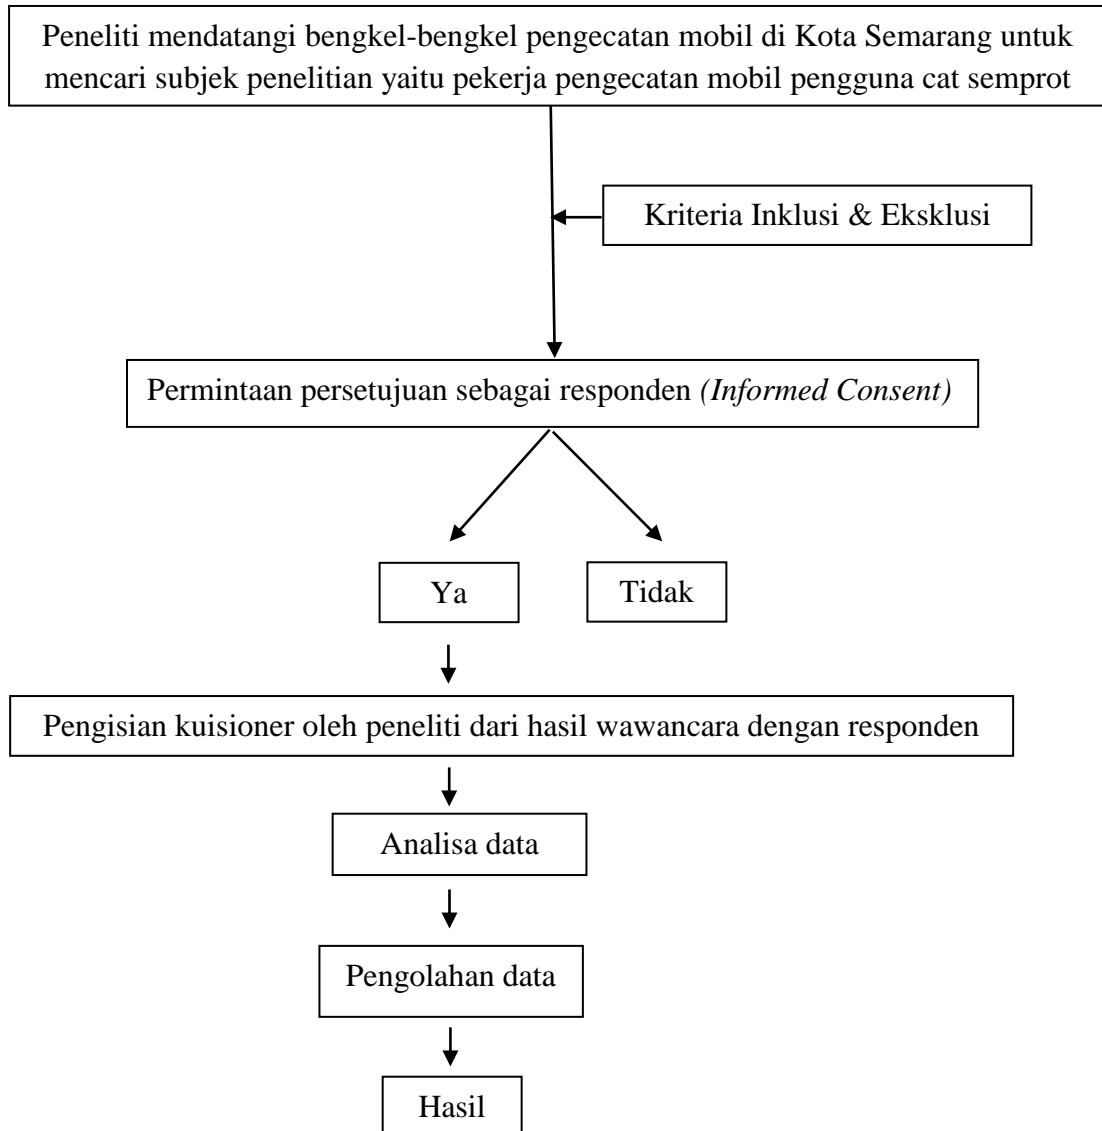 Peneliti mendatangi bengkel-bengkel pengecatan mobil di Kota Semarang untuk
mencari subjek penelitian yaitu pekerja pengecatan mobil pengguna cat semprot
Kriteria Inklusi & Eksklusi
Permintaan persetujuan sebagai responden (Informed Consent)
Ya
Tidak
Pengisian kuisioner oleh peneliti dari hasil wawancara dengan responden
Analisa data
Pengolahan data
Hasil